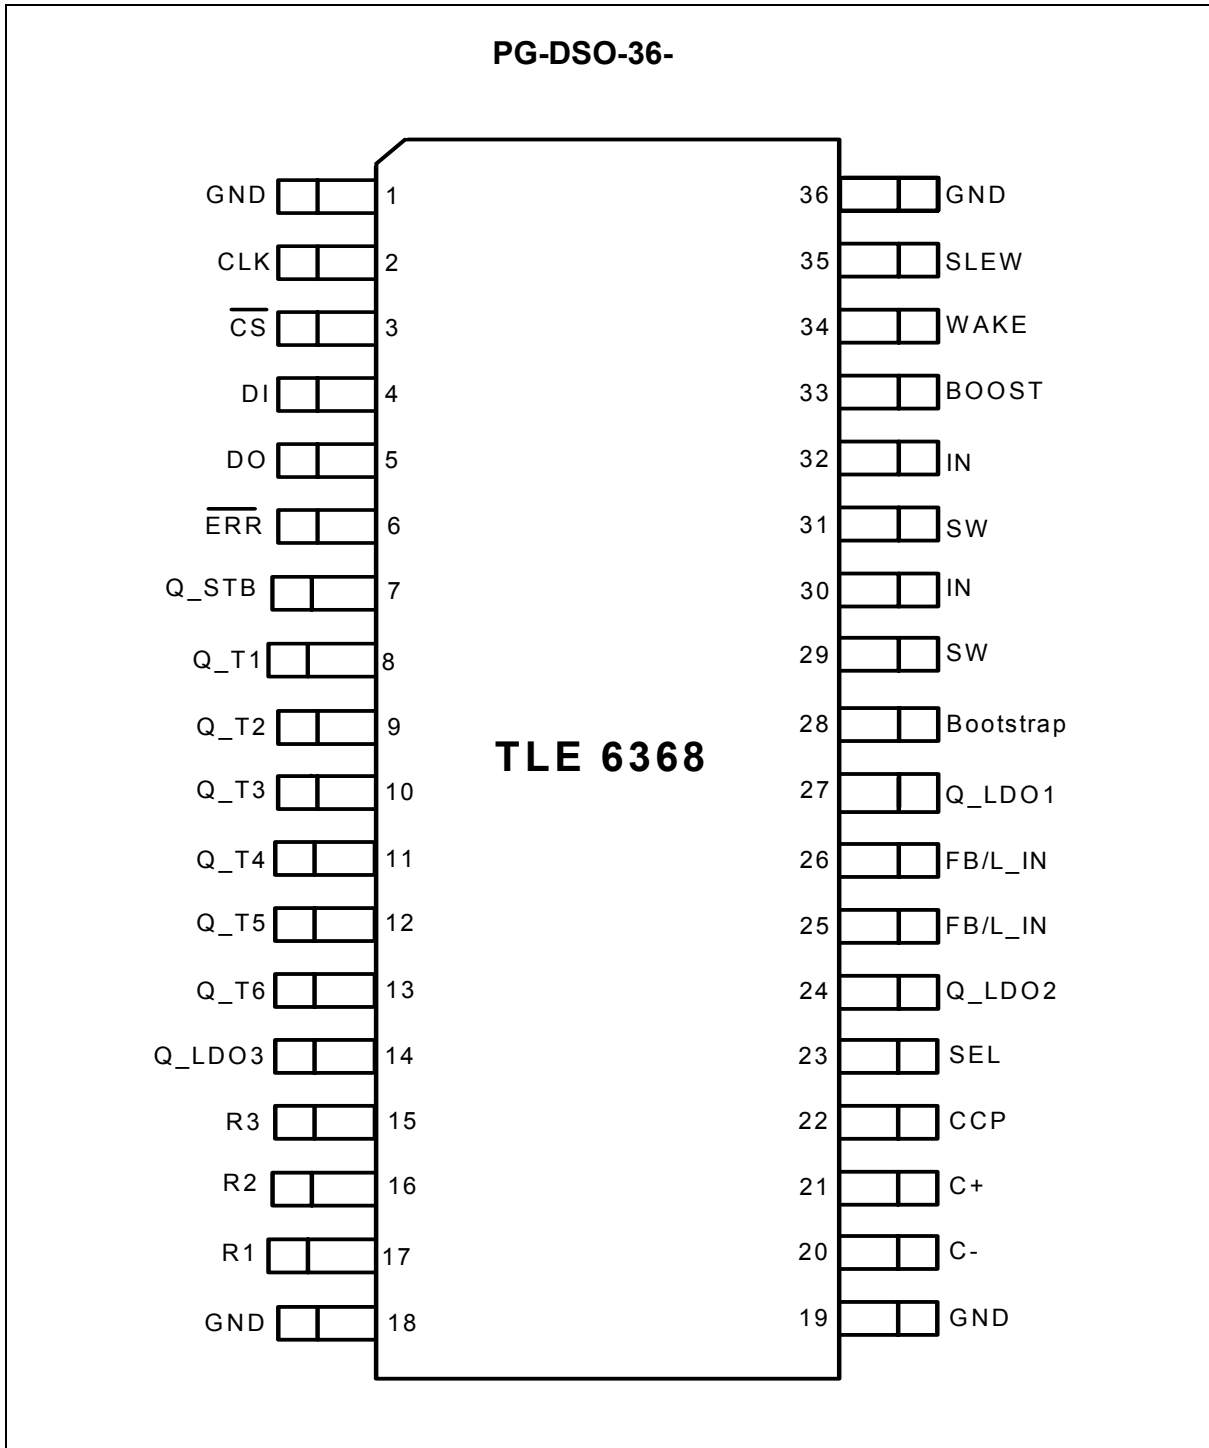 PG-DSO-36-
GND 1 36 GND
CLK 2 35 SLEW
C̅S̅ 3 34 WAKE
DI 4 33 BOOST
DO 5 32 IN
E̅R̅R̅ 6 31 SW
Q_STB 7 30 IN
Q_T1 8 29 SW
Q_T2 9 28 Bootstrap
TLE 6368
Q_T3 10 27 Q_LDO1
Q_T4 11 26 FB/L_IN
Q_T5 12 25 FB/L_IN
Q_T6 13 24 Q_LDO2
Q_LDO3 14 23 SEL
R3 15 22 CCP
R2 16 21 C+
R1 17 20 C-
GND 18 19 GND